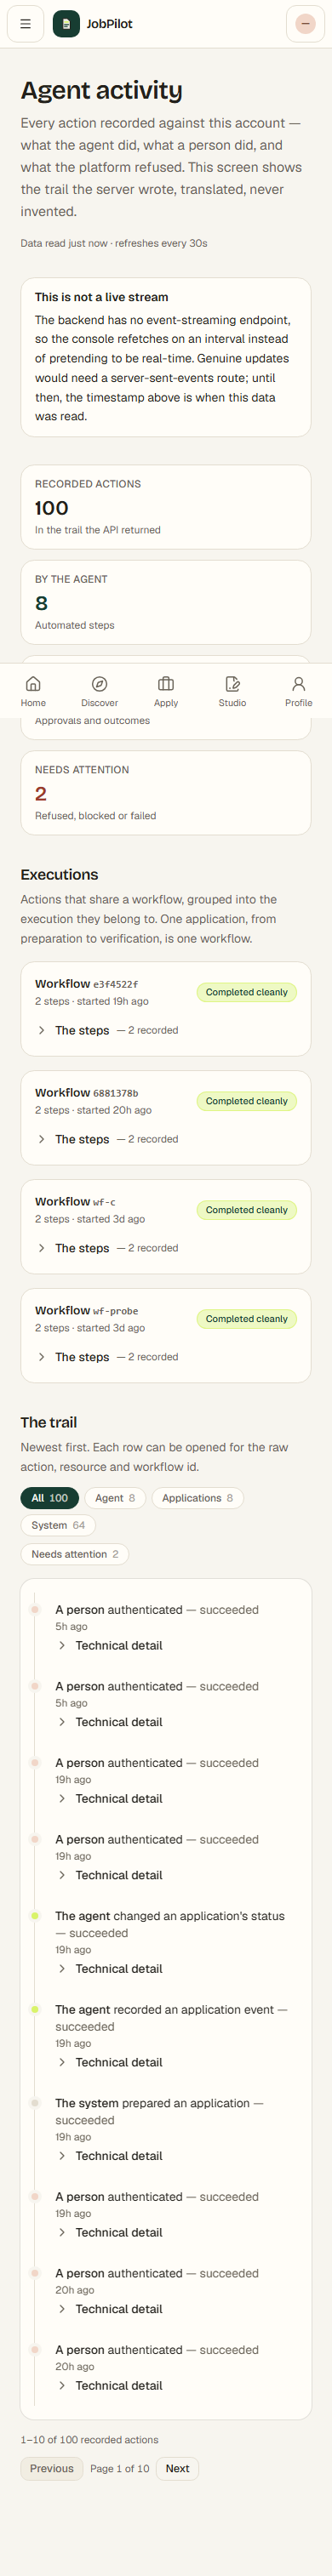 JobPilot
Agent activity
Every action recorded against this account —
what the agent did, what a person did, and
what the platform refused. This screen shows
the trail the server wrote, translated, never
invented.
Data read just now · refreshes every 30s
This is not a live stream
The backend has no event-streaming endpoint,
so the console refetches on an interval instead
of pretending to be real-time. Genuine updates
would need a server-sent-events route; until
then, the timestamp above is when this data
was read.
RECORDED ACTIONS
100
In the trail the API returned
BY THE AGENT
8
Automated steps
Home
Discover
Apply
Studio
Profile
Approvals and outcomes
NEEDS ATTENTION
2
Refused, blocked or failed
Executions
Actions that share a workflow, grouped into the
execution they belong to. One application, from
preparation to verification, is one workflow.
Workflow e3f4522f
2 steps · started 19h ago
Completed cleanly
The steps — 2 recorded
Workflow 6881378b
2 steps · started 20h ago
Completed cleanly
The steps — 2 recorded
Workflow wf-c
2 steps · started 3d ago
Completed cleanly
The steps — 2 recorded
Workflow wf-probe
2 steps · started 3d ago
Completed cleanly
The steps — 2 recorded
The trail
Newest first. Each row can be opened for the raw
action, resource and workflow id.
All 100
Agent 8
Applications 8
System 64
Needs attention 2
A person authenticated — succeeded
5h ago
Technical detail
A person authenticated — succeeded
5h ago
Technical detail
A person authenticated — succeeded
19h ago
Technical detail
A person authenticated — succeeded
19h ago
Technical detail
The agent changed an application's status
— succeeded
19h ago
Technical detail
The agent recorded an application event —
succeeded
19h ago
Technical detail
The system prepared an application —
succeeded
19h ago
Technical detail
A person authenticated — succeeded
19h ago
Technical detail
A person authenticated — succeeded
20h ago
Technical detail
A person authenticated — succeeded
20h ago
Technical detail
1–10 of 100 recorded actions
Previous
Page 1 of 10
Next